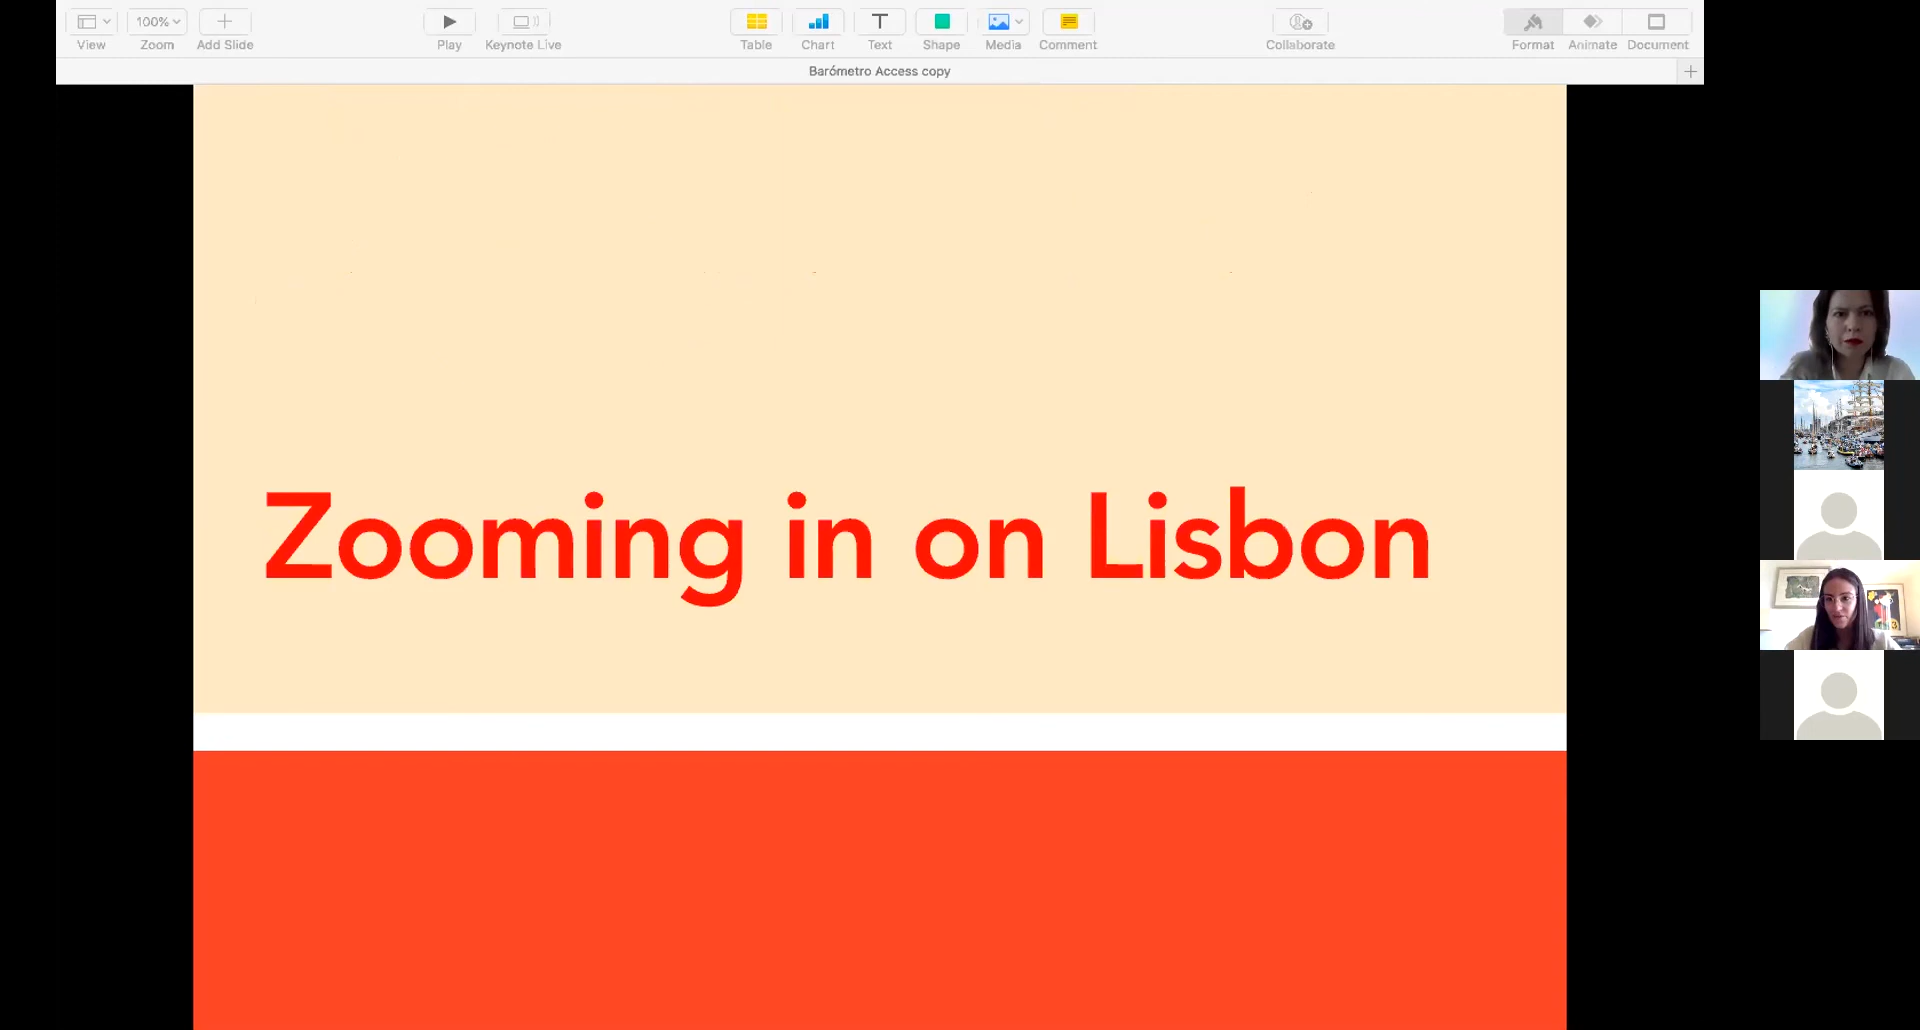 100%
View
Zoom
Add Slide
Play
Keynote Live
Table
Chart
Text
Shape
Media
Comment
Collaborate
Format
Animate
Document
Barómetro Access copy
Zooming in on Lisbon